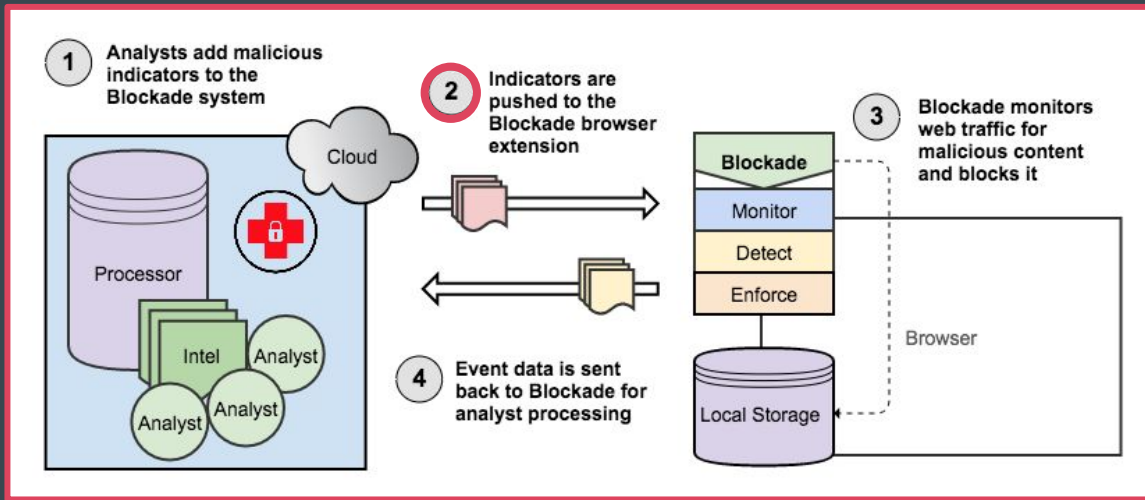 1
Analysts add malicious
indicators to the
Blockade system
Cloud
Processor
Intel
Analyst
Analyst
Analyst
2
Indicators are
pushed to the
Blockade browser
extension
4
Event data is sent
back to Blockade for
analyst processing
3
Blockade monitors
web traffic for
malicious content
and blocks it
Blockade
Monitor
Detect
Enforce
Browser
Local Storage